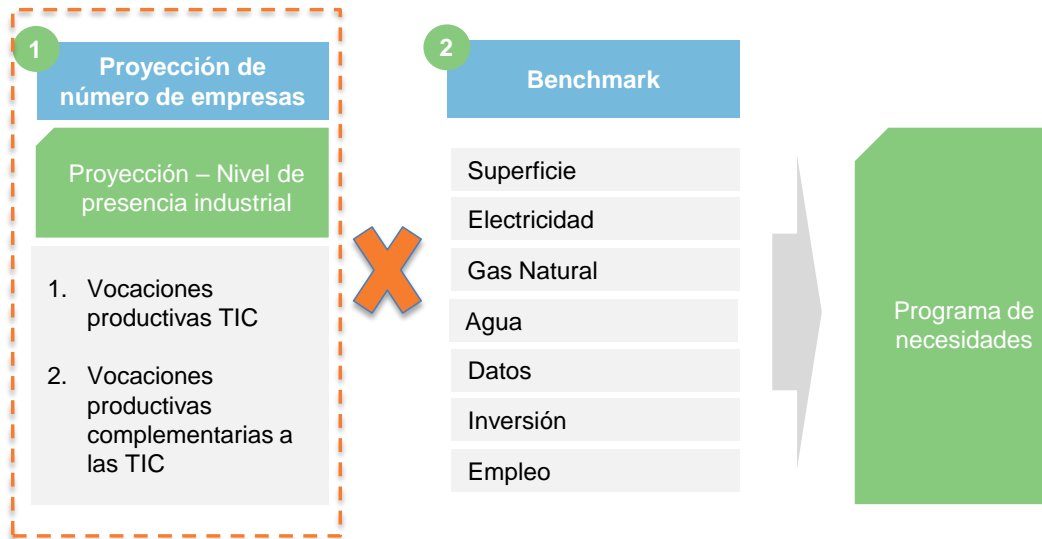 1
Proyección de
número de empresas
Proyección – Nivel de
presencia industrial
1. Vocaciones
productivas TIC
2. Vocaciones
productivas
complementarias a
las TIC
2
Benchmark
Superficie
Electricidad
Gas Natural
Agua
Datos
Inversión
Empleo
Programa de
necesidades